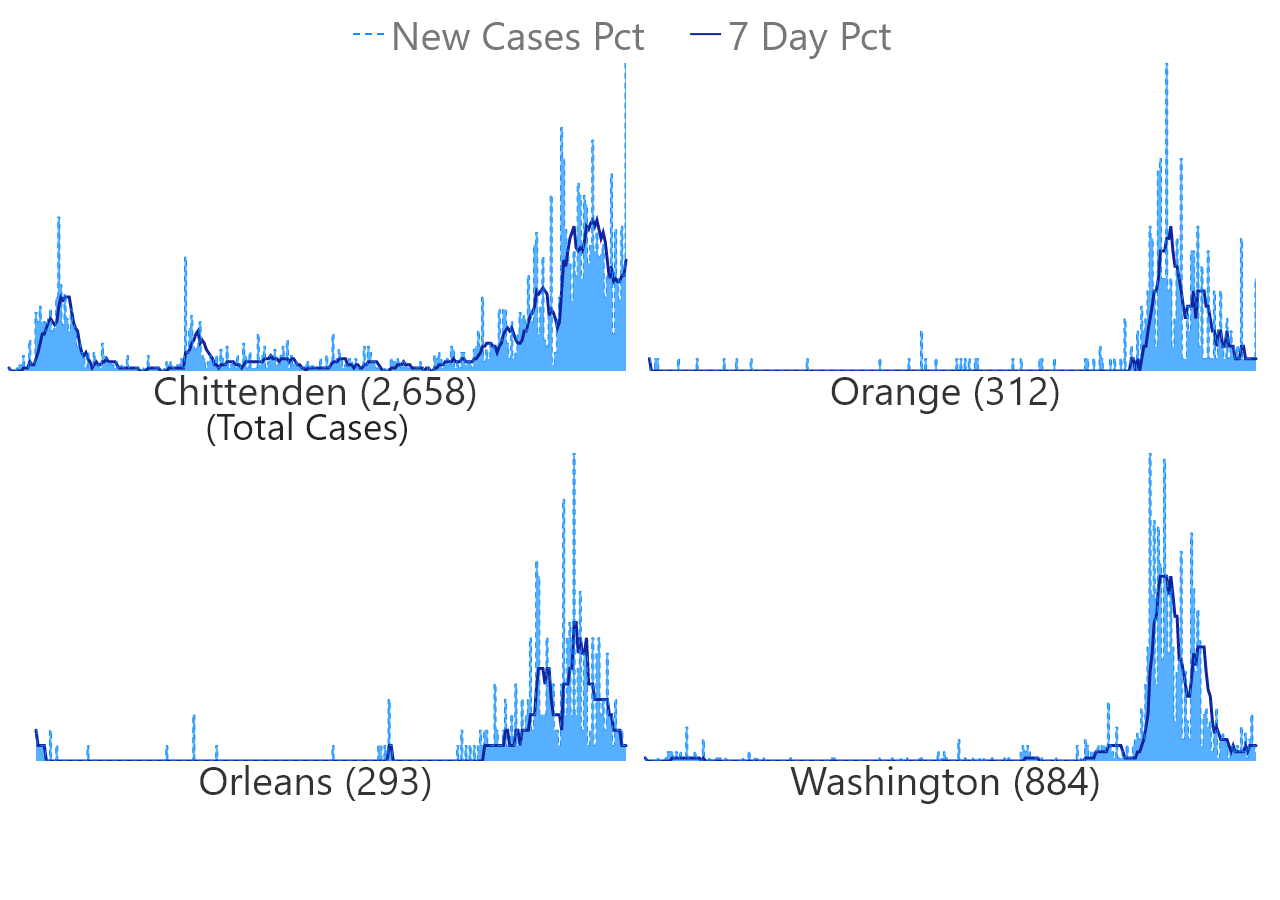 New Cases Pct 7 Day Pct
Chittenden (2,658)
(Total Cases)
Orange (312)
Orleans (293)
Washington (884)